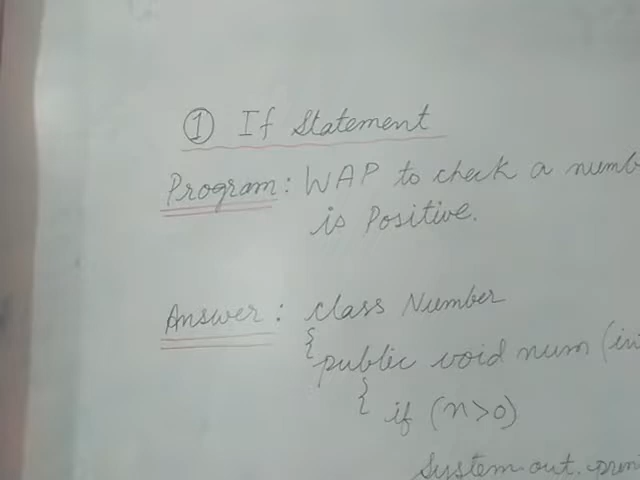 ① If Statement
Program: WAP to check a numb
is Positive.
Answer: class Number
{
public void num (in
{
if (n>0)
System.out.prin